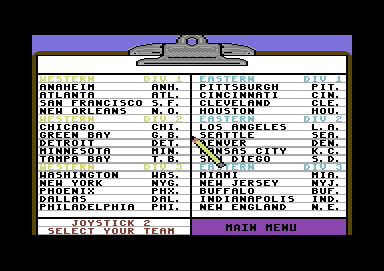 WESTERN DIV 1
ANAHEIM ANH.
ATLANTA ATL.
SAN FRANCISCO S.F.
NEW ORLEANS N.O.
WESTERN DIV 2
CHICAGO CHI.
GREEN BAY G.B.
DETROIT DET.
MINNESOTA MIN.
TAMPA BAY T.B.
WESTERN DIV 3
WASHINGTON WAS.
NEW YORK NYG.
PHOENIX PHX.
DALLAS DAL.
PHILADELPHIA PHI.
EASTERN DIV 1
PITTSBURGH PIT.
CINCINNATI CIN.
CLEVELAND CLE.
HOUSTON HOU.
EASTERN DIV 2
LOS ANGELES L.A.
SEATTLE SEA.
DENVER DEN.
KANSAS CITY K.C.
SAN DIEGO S.D.
EASTERN DIV 3
MIAMI MIA.
NEW JERSEY NYJ.
BUFFALO BUF.
INDIANAPOLIS IND.
NEW ENGLAND N.E.
JOYSTICK 2
SELECT YOUR TEAM
MAIN MENU